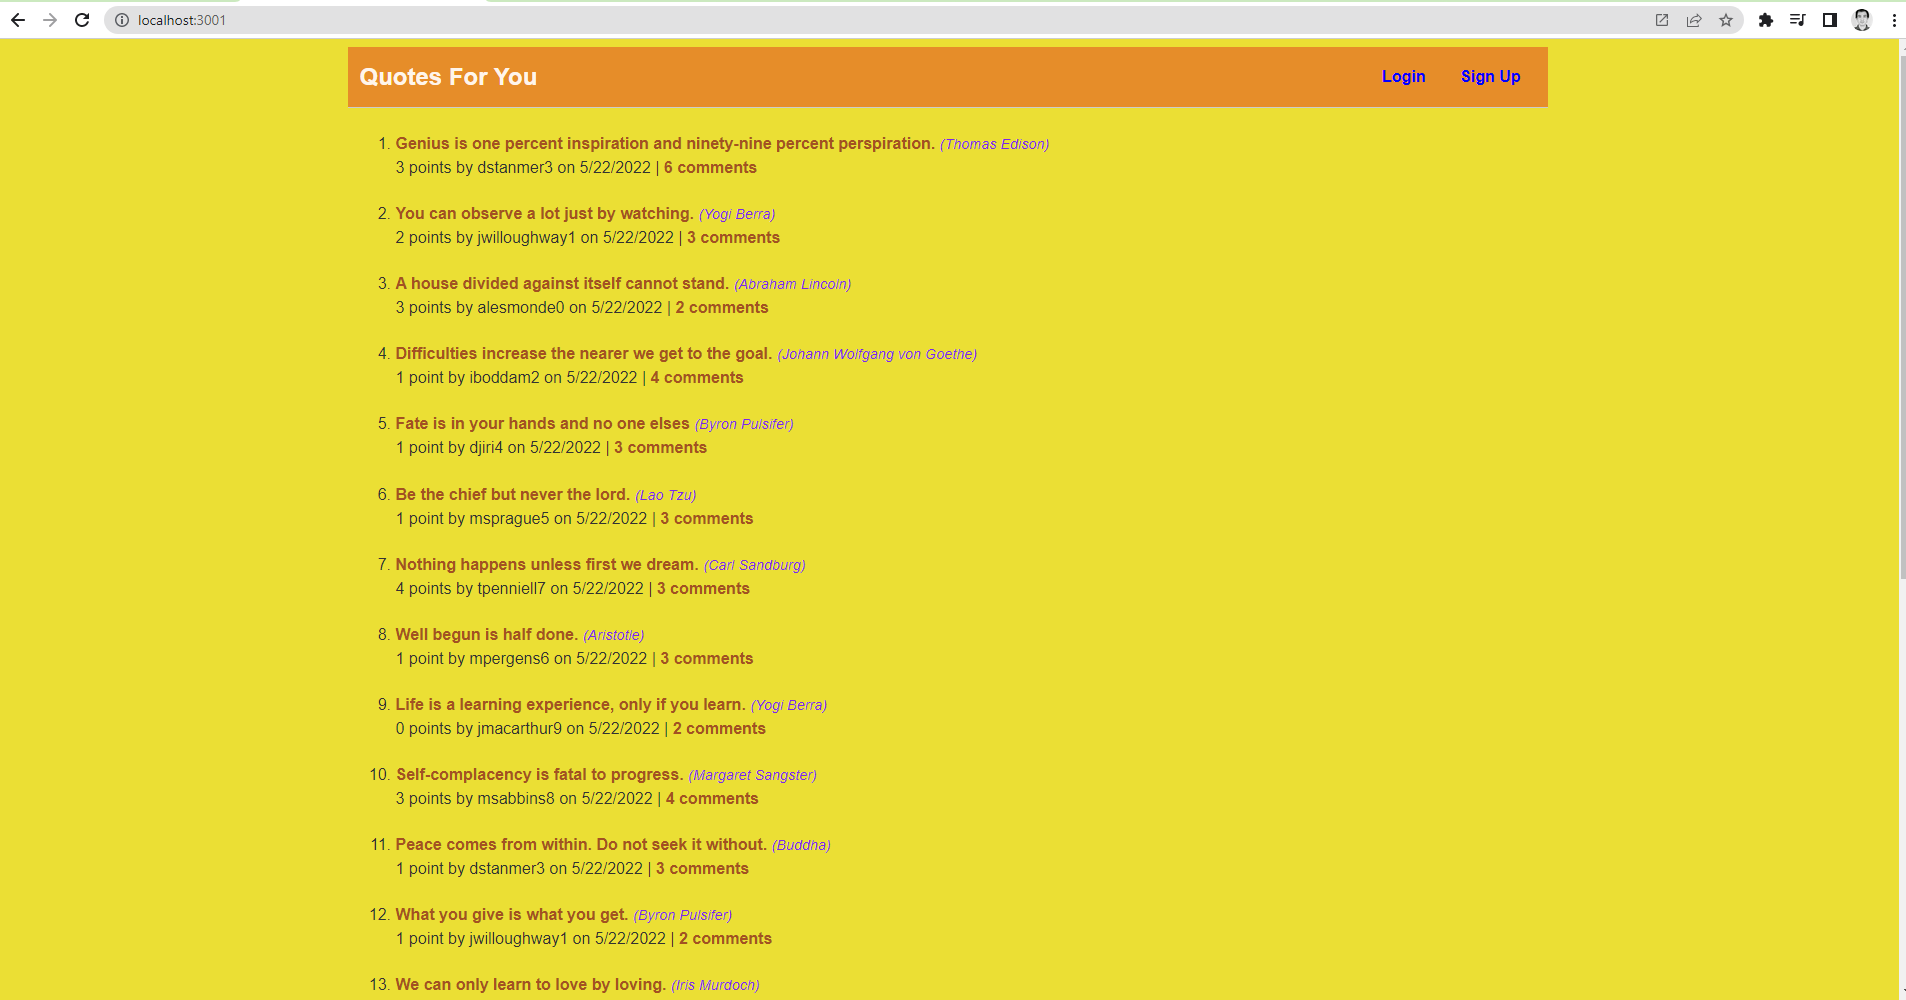 localhost:3001
Quotes For You Login Sign Up
1. Genius is one percent inspiration and ninety-nine percent perspiration. (Thomas Edison)
3 points by dstanmer3 on 5/22/2022 | 6 comments
2. You can observe a lot just by watching. (Yogi Berra)
2 points by jwilloughway1 on 5/22/2022 | 3 comments
3. A house divided against itself cannot stand. (Abraham Lincoln)
3 points by alesmonde0 on 5/22/2022 | 2 comments
4. Difficulties increase the nearer we get to the goal. (Johann Wolfgang von Goethe)
1 point by iboddam2 on 5/22/2022 | 4 comments
5. Fate is in your hands and no one elses (Byron Pulsifer)
1 point by djiri4 on 5/22/2022 | 3 comments
6. Be the chief but never the lord. (Lao Tzu)
1 point by msprague5 on 5/22/2022 | 3 comments
7. Nothing happens unless first we dream. (Carl Sandburg)
4 points by tpenniell7 on 5/22/2022 | 3 comments
8. Well begun is half done. (Aristotle)
1 point by mpergens6 on 5/22/2022 | 3 comments
9. Life is a learning experience, only if you learn. (Yogi Berra)
0 points by jmacarthur9 on 5/22/2022 | 2 comments
10. Self-complacency is fatal to progress. (Margaret Sangster)
3 points by msabbins8 on 5/22/2022 | 4 comments
11. Peace comes from within. Do not seek it without. (Buddha)
1 point by dstanmer3 on 5/22/2022 | 3 comments
12. What you give is what you get. (Byron Pulsifer)
1 point by jwilloughway1 on 5/22/2022 | 2 comments
13. We can only learn to love by loving. (Iris Murdoch)